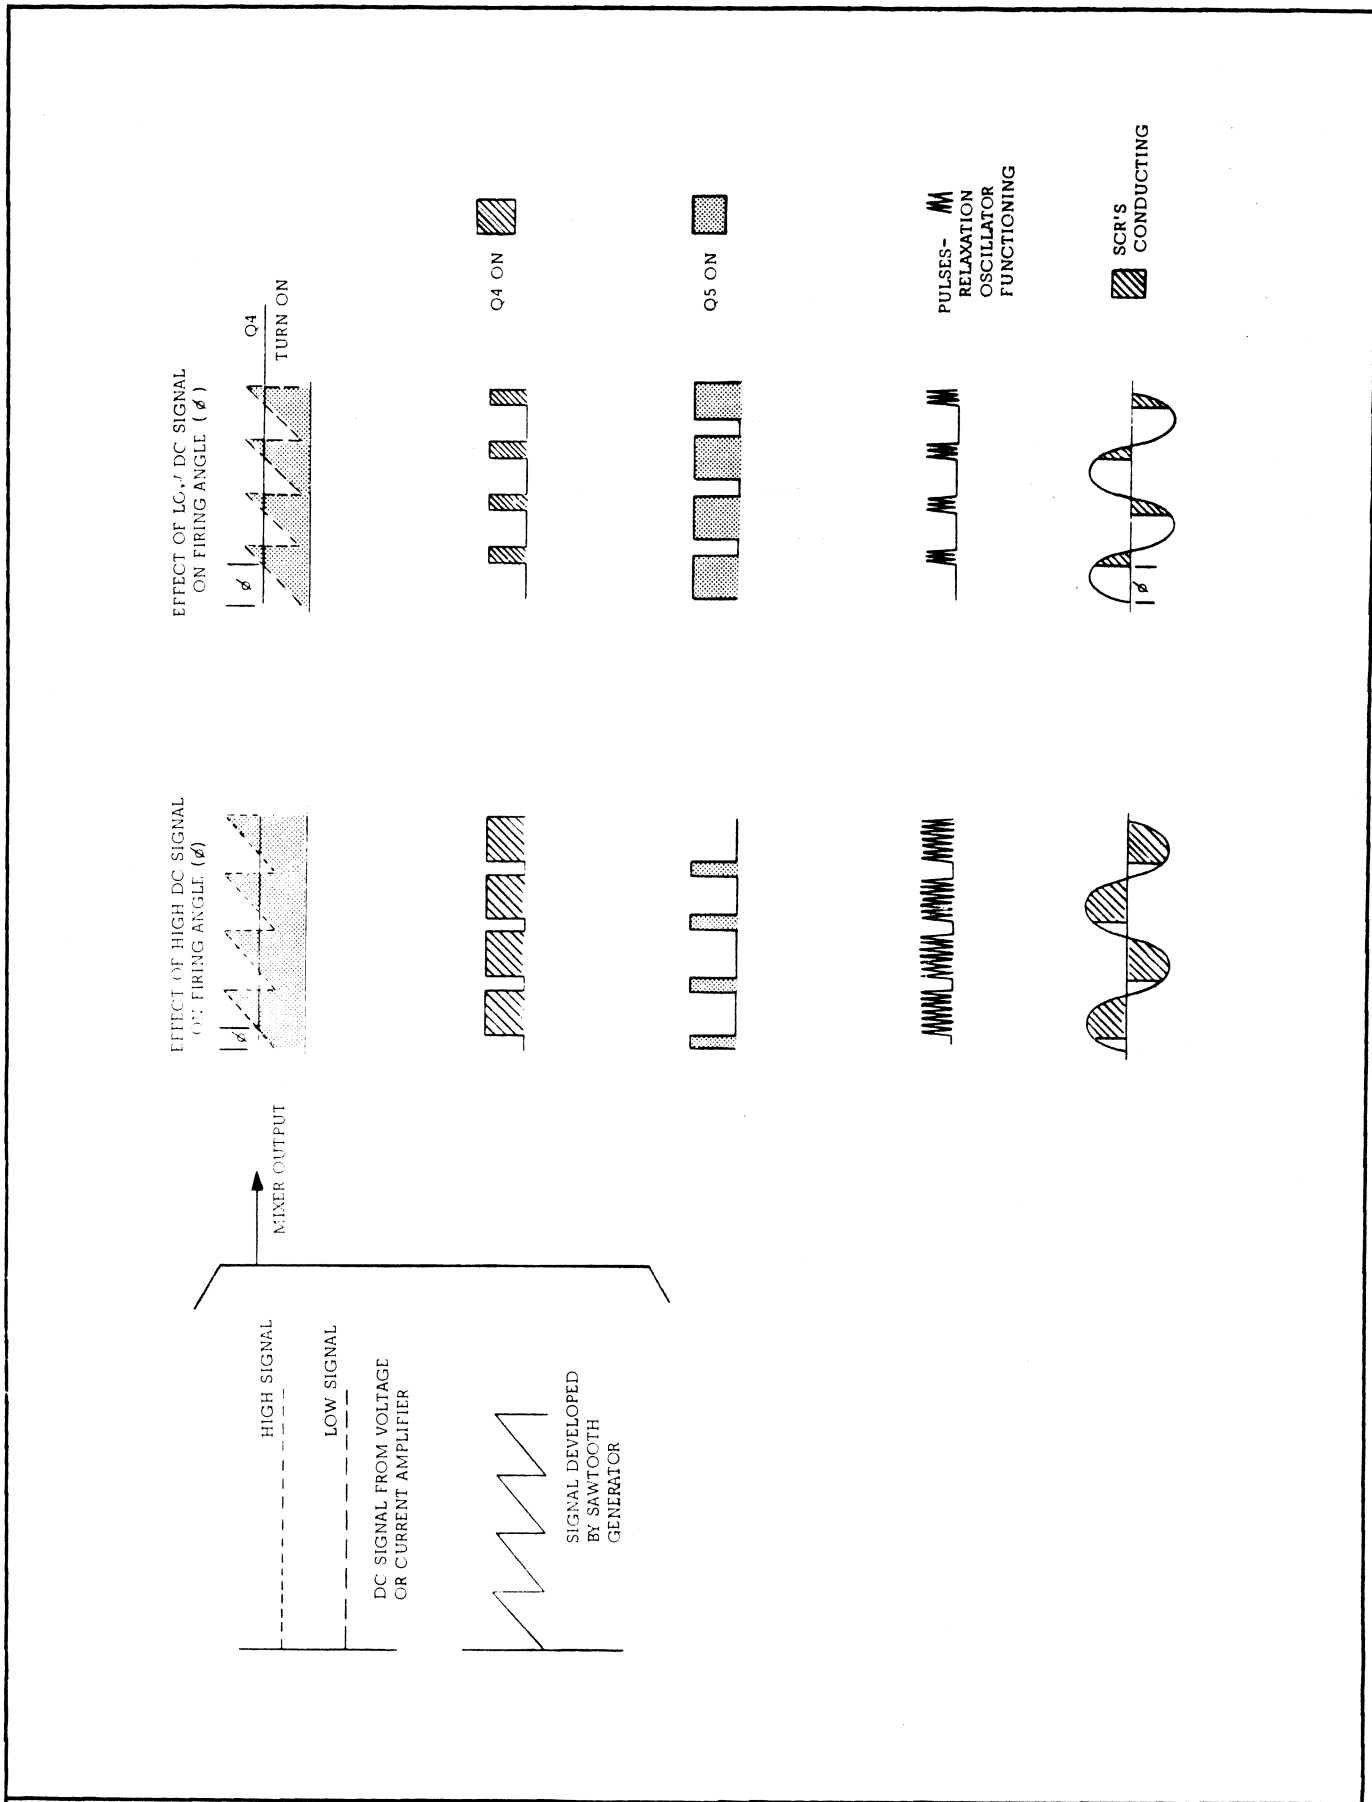 HIGH SIGNAL
LOW SIGNAL
DC SIGNAL FROM VOLTAGE
OR CURRENT AMPLIFIER
SIGNAL DEVELOPED
BY SAWTOOTH
GENERATOR
MIXER OUTPUT
EFFECT OF HIGH DC SIGNAL
ON FIRING ANGLE (ø)
ø
EFFECT OF LOW DC SIGNAL
ON FIRING ANGLE (ø)
ø
Q4
TURN ON
Q4 ON
Q5 ON
PULSES-
RELAXATION
OSCILLATOR
FUNCTIONING
ø
SCR'S
CONDUCTING